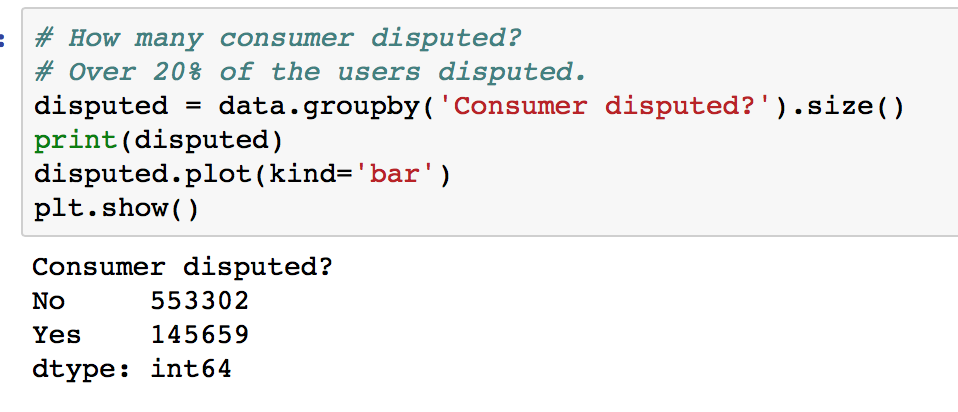 # How many consumer disputed?
# Over 20% of the users disputed.
disputed = data.groupby('Consumer disputed?').size()
print(disputed)
disputed.plot(kind='bar')
plt.show()
Consumer disputed?
No     553302
Yes    145659
dtype: int64